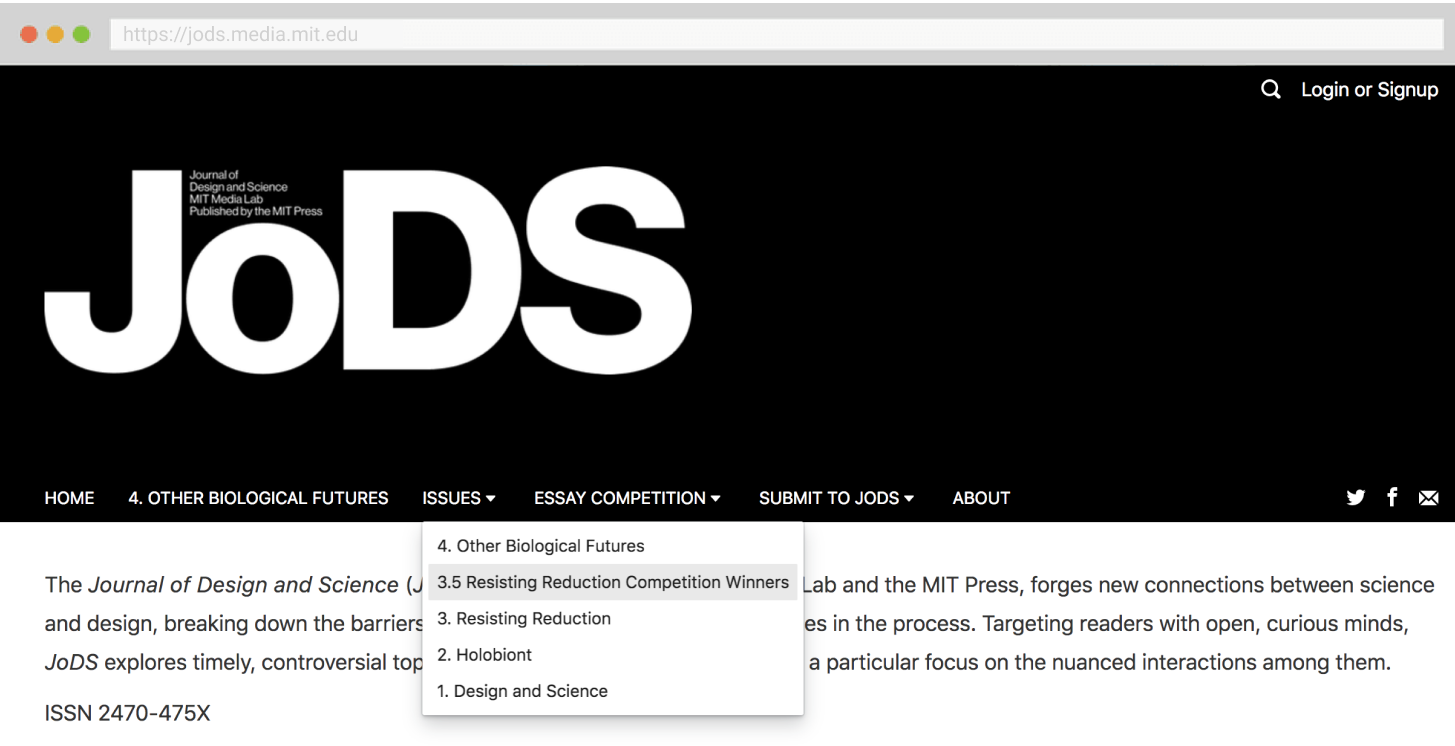 https://jods.media.mit.edu
Login or Signup
Journal of
Design and Science
MIT Media Lab
Published by the MIT Press
JoDS
HOME 4. OTHER BIOLOGICAL FUTURES ISSUES ESSAY COMPETITION SUBMIT TO JODS ABOUT
4. Other Biological Futures
3.5 Resisting Reduction Competition Winners
3. Resisting Reduction
2. Holobiont
1. Design and Science
The Journal of Design and Science (J Lab and the MIT Press, forges new connections between science
and design, breaking down the barriers es in the process. Targeting readers with open, curious minds,
JoDS explores timely, controversial top a particular focus on the nuanced interactions among them.
ISSN 2470-475X